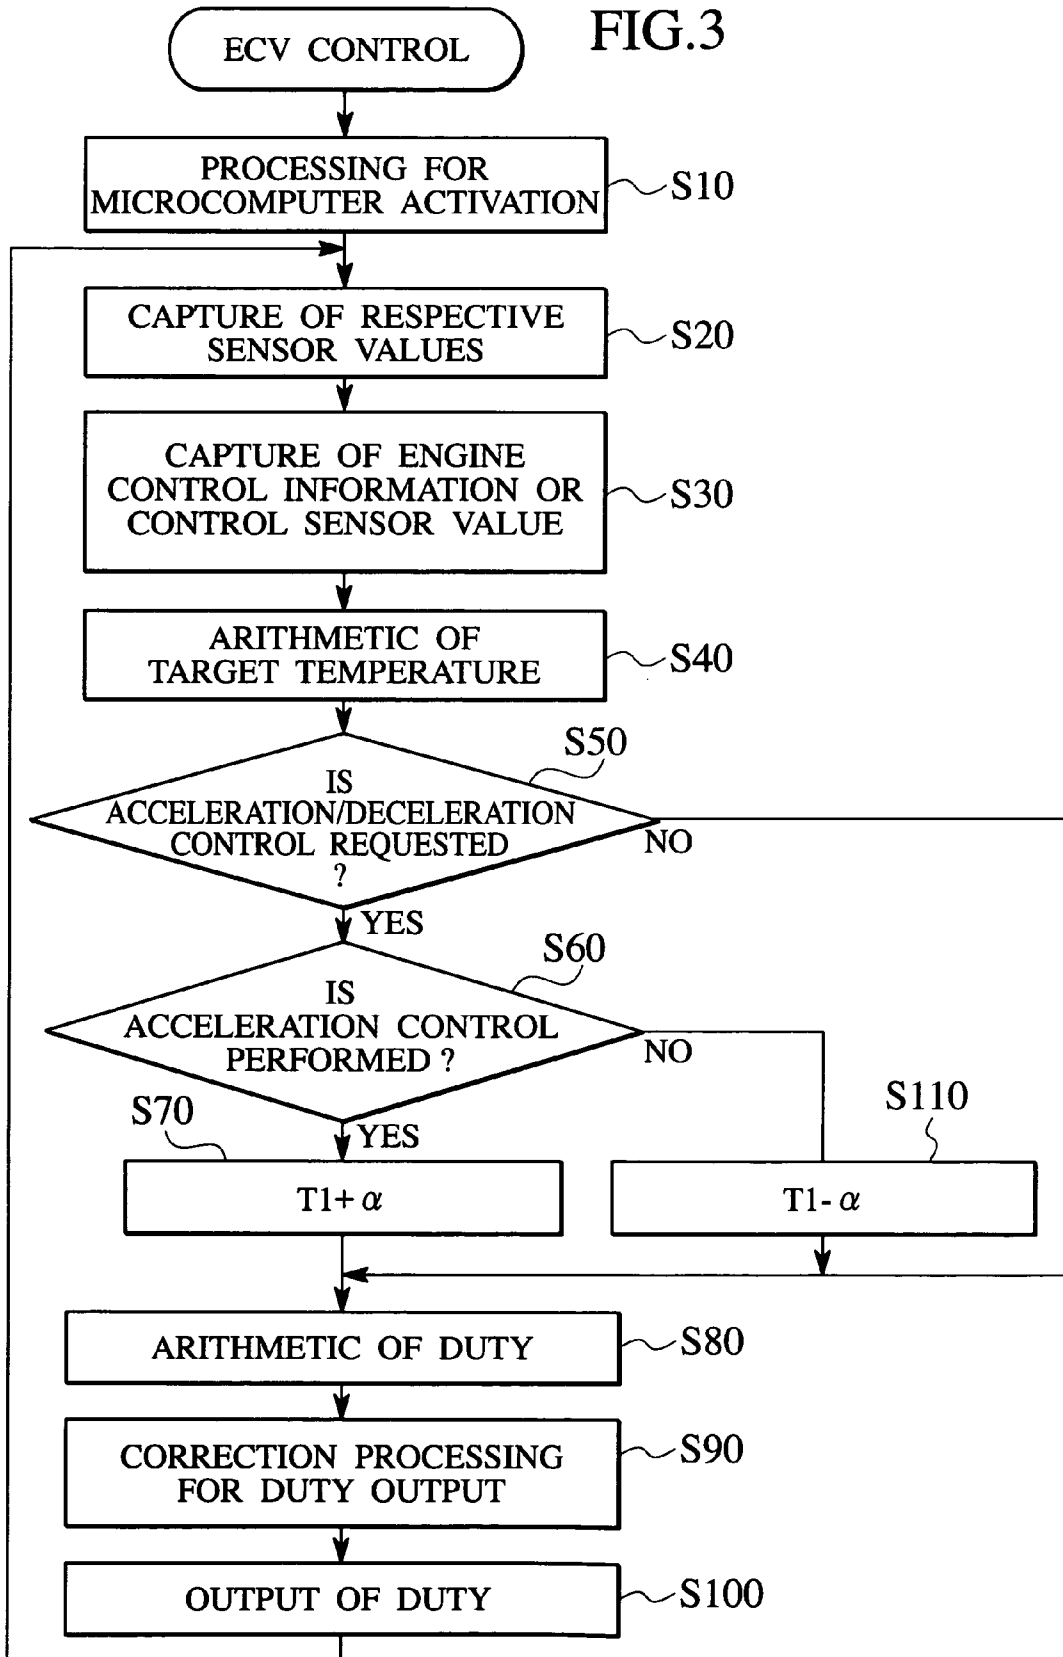 FIG.3
ECV CONTROL
PROCESSING FOR
MICROCOMPUTER ACTIVATION
S10
CAPTURE OF RESPECTIVE
SENSOR VALUES
S20
CAPTURE OF ENGINE
CONTROL INFORMATION OR
CONTROL SENSOR VALUE
S30
ARITHMETIC OF
TARGET TEMPERATURE
S40
S50
IS
ACCELERATION/DECELERATION
CONTROL REQUESTED
?
NO
YES
S60
IS
ACCELERATION CONTROL
PERFORMED ?
NO
YES
S70
T1+α
S110
T1-α
ARITHMETIC OF DUTY
S80
CORRECTION PROCESSING
FOR DUTY OUTPUT
S90
OUTPUT OF DUTY
S100